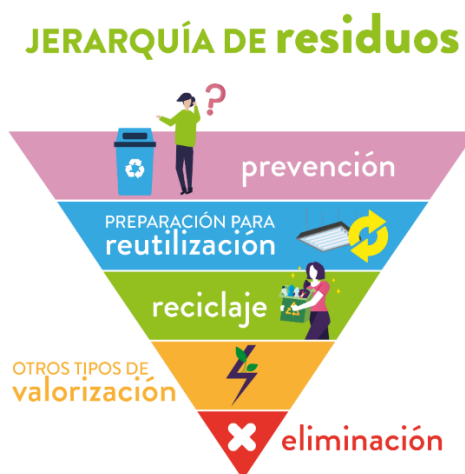 JERARQUÍA DE residuos
?
prevención
PREPARACIÓN PARA
reutilización
reciclaje
OTROS TIPOS DE
valorización
eliminación